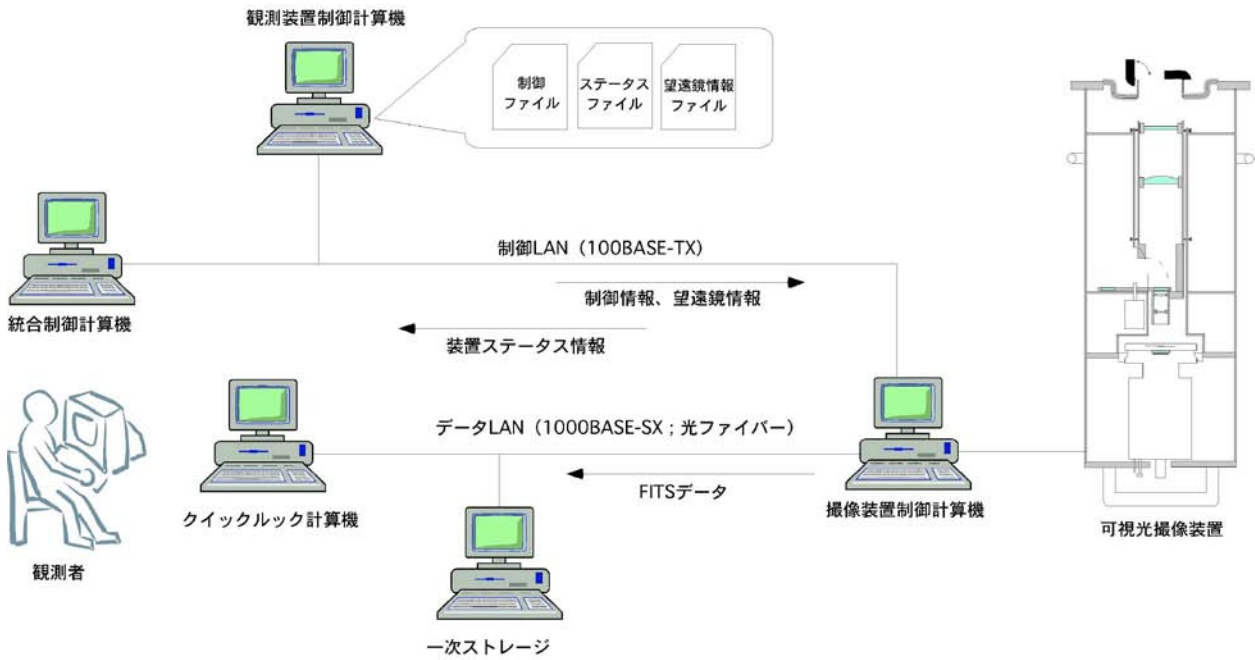 観測装置制御計算機
制御
ファイル
ステータス
ファイル
望遠鏡情報
ファイル
制御LAN（100BASE-TX）
制御情報、望遠鏡情報
統合制御計算機
装置ステータス情報
データLAN（1000BASE-SX；光ファイバー）
FITSデータ
クイックルック計算機
撮像装置制御計算機
可視光撮像装置
観測者
一次ストレージ